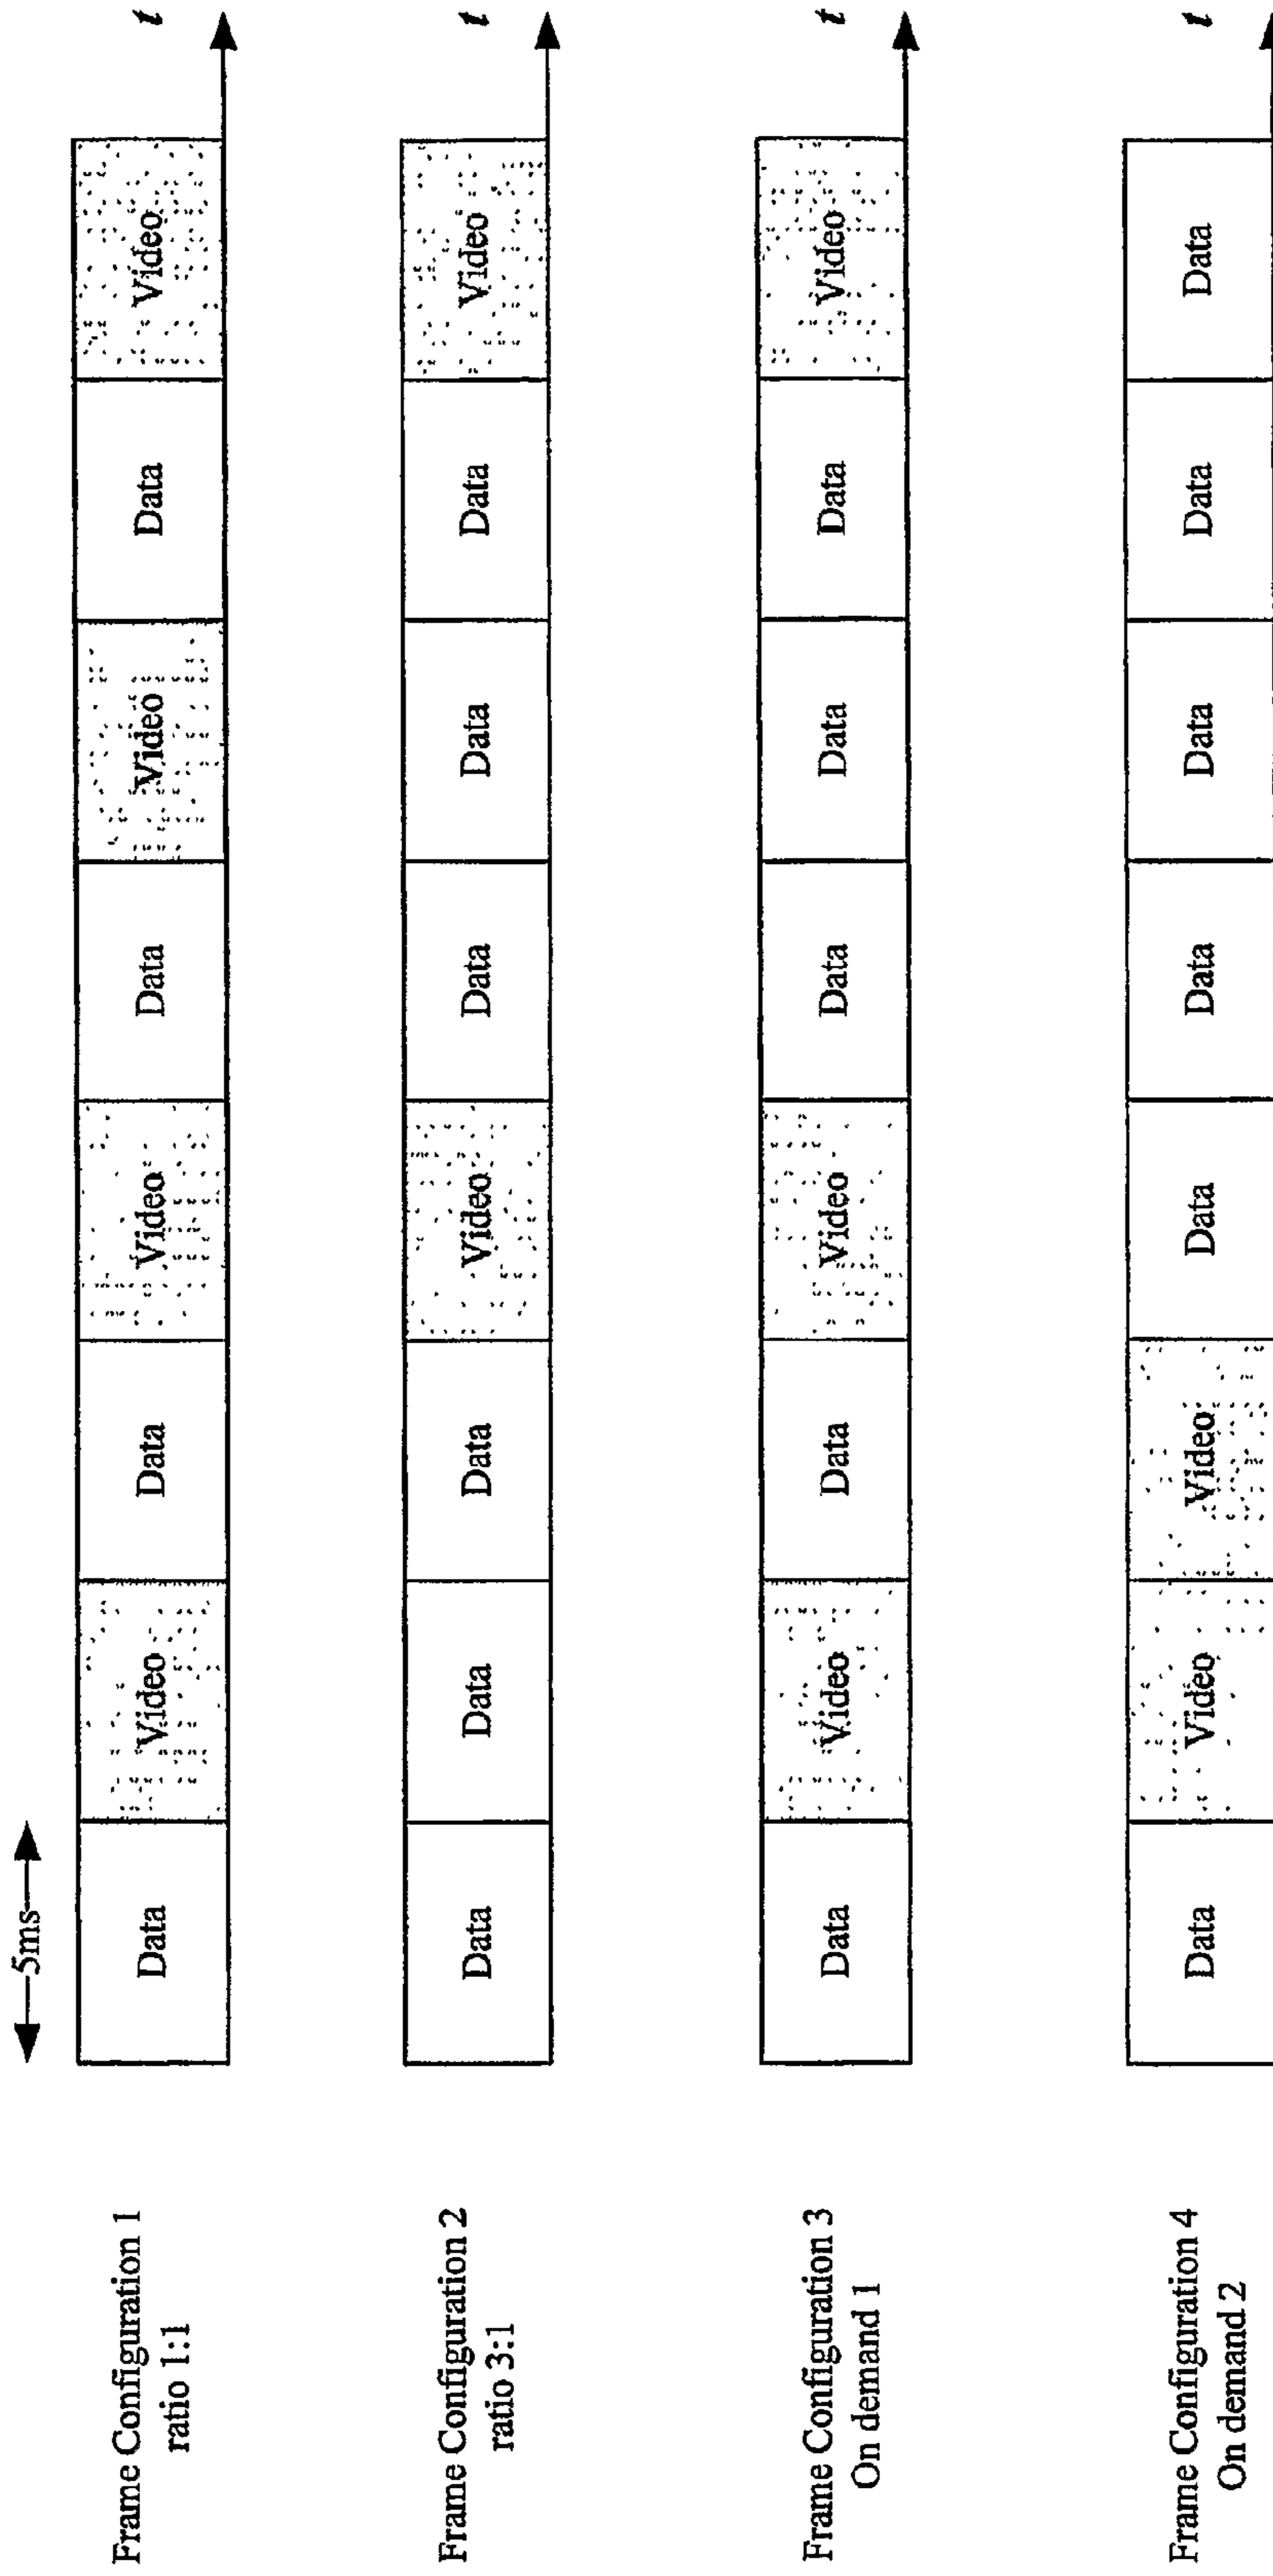 5ms
Frame Configuration 1
ratio 1:1
Data
Video
Data
Video
Data
Video
Data
Video
t
Frame Configuration 2
ratio 3:1
Data
Data
Data
Video
Data
Data
Data
Video
t
Frame Configuration 3
On demand 1
Data
Video
Data
Video
Data
Data
Data
Video
t
Frame Configuration 4
On demand 2
Data
Video
Video
Data
Data
Data
Data
Data
t